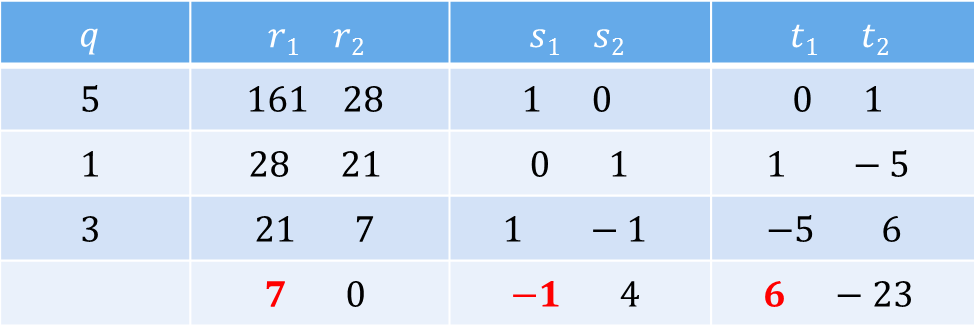 q r₁ r₂ s₁ s₂ t₁ t₂
5 161 28 1 0 0 1
1 28 21 0 1 1 − 5
3 21 7 1 − 1 −5 6
7 0 −1 4 6 − 23